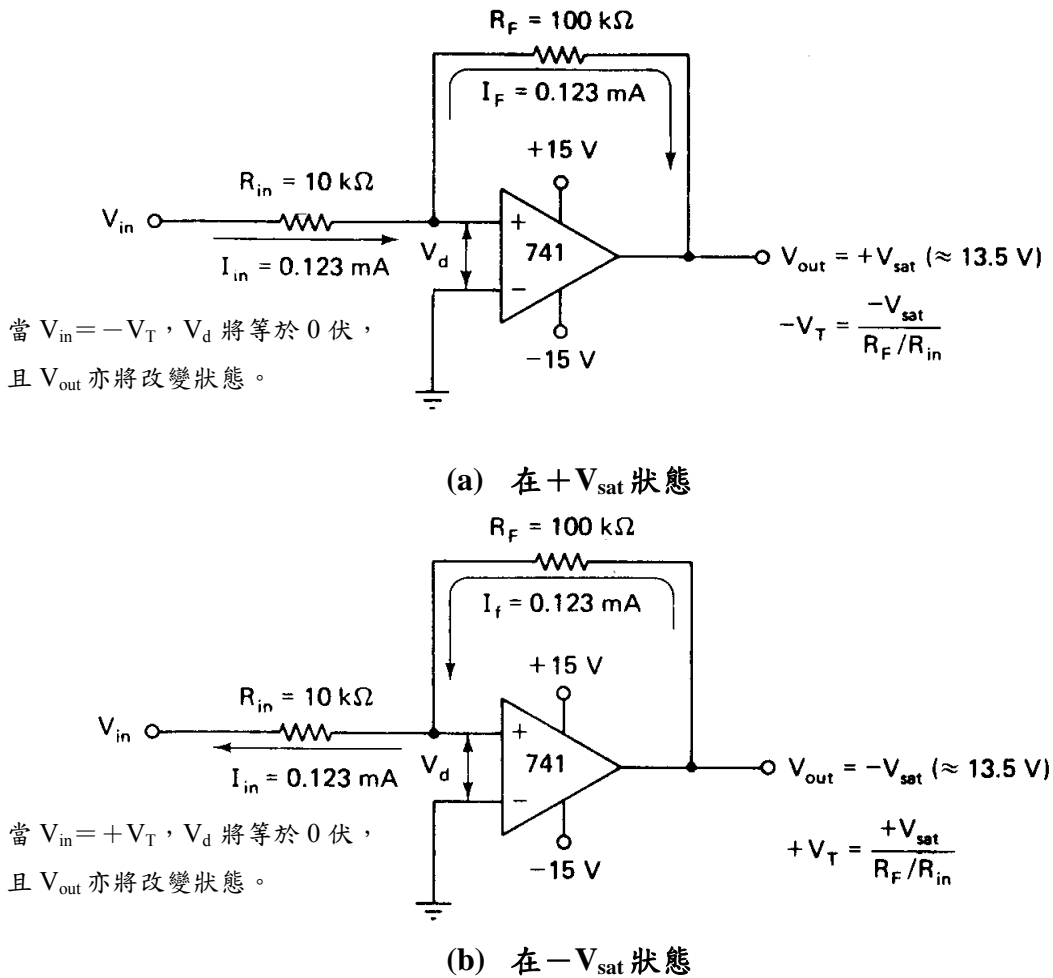 R_F = 100 kΩ
I_F = 0.123 mA
+15 V
R_in = 10 kΩ
V_in
+
741
V_d
I_in = 0.123 mA
−
V_out = +V_sat (≈ 13.5 V)
當 V_in＝－V_T，V_d 將等於 0 伏，
且 V_out 亦將改變狀態。
−15 V
−V_T = −V_sat / R_F /R_in
(a) 在＋V_sat 狀態
R_F = 100 kΩ
I_f = 0.123 mA
+15 V
R_in = 10 kΩ
V_in
+
741
V_d
I_in = 0.123 mA
−
V_out = −V_sat (≈ 13.5 V)
當 V_in＝＋V_T，V_d 將等於 0 伏，
且 V_out 亦將改變狀態。
−15 V
+V_T = +V_sat / R_F /R_in
(b) 在－V_sat 狀態